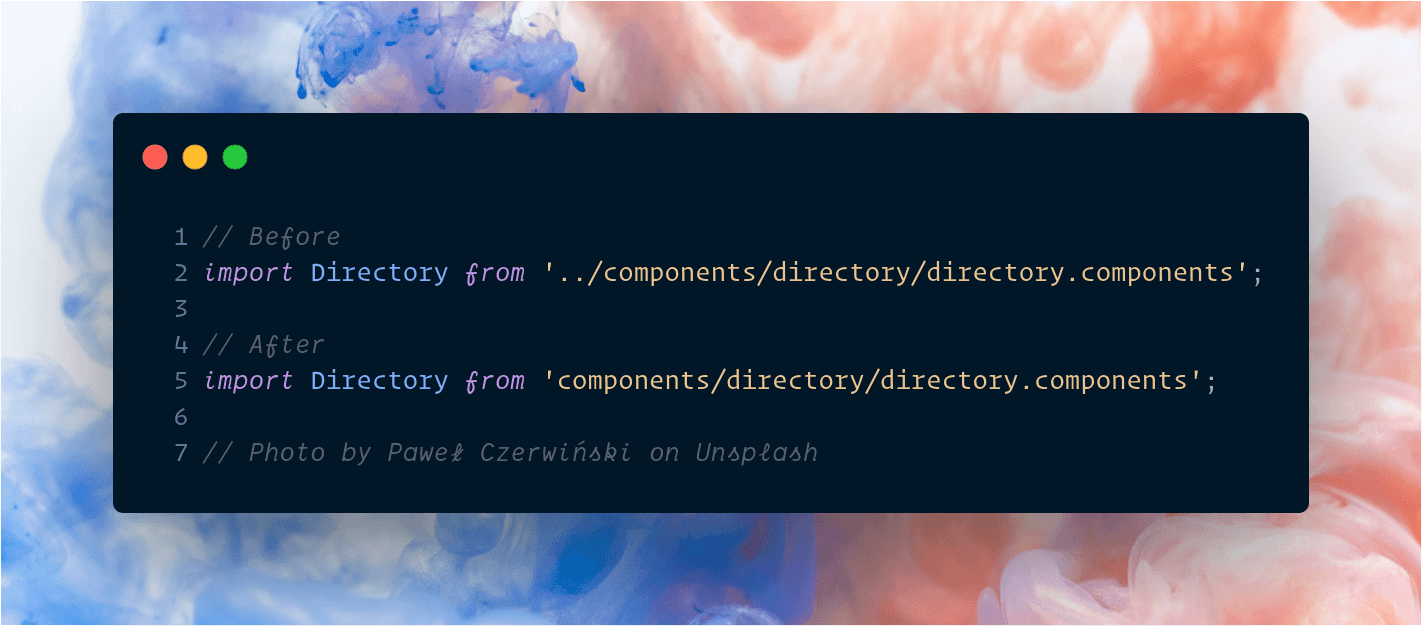 1 // Before
2 import Directory from '../components/directory/directory.components';
3
4 // After
5 import Directory from 'components/directory/directory.components';
6
7 // Photo by Paweł Czerwiński on Unsplash